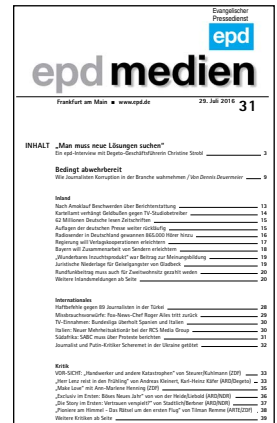 Evangelischer
Pressedienst
epd
epd medien
Frankfurt am Main ■ www.epd.de 29. Juli 2016 31
INHALT „Man muss neue Lösungen suchen“
Ein epd-Interview mit Degeto-Geschäftsführerin Christine Strobl 3
Bedingt abwehrbereit
Wie Journalisten Korruption in der Branche wahrnehmen / Von Dennis Deuermeier 9
Inland
Nach Amoklauf Beschwerden über Berichterstattung 13
Kartellamt verhängt Geldbußen gegen TV-Studiobetreiber 14
62 Millionen Deutsche lesen Zeitschriften 15
Auflagen der deutschen Presse weiter rückläufig 15
Radiosender in Deutschland gewannen 865.000 Hörer hinzu 16
Regierung will Verlagskooperationen erleichtern 17
Bayern will Zusammenarbeit von Sendern erleichtern 18
„Wunderbares Inzuchtsprodukt“ war Beitrag zur Meinungsbildung 19
Juristische Niederlage für Geiselgangster von Gladbeck 19
Rundfunkbeitrag muss auch für Zweitwohnsitz gezahlt werden 20
Weitere Inlandsmeldungen ab Seite 20
Internationales
Haftbefehle gegen 89 Journalisten in der Türkei 28
Missbrauchsvorwürfe: Fox-News-Chef Roger Ailes tritt zurück 29
TV-Einnahmen: Bundesliga überholt Spanien und Italien 30
Italien: Neuer Mehrheitsaktionär bei der RCS Media Group 30
Südafrika: SABC muss über Proteste berichten 31
Journalist und Putin-Kritiker Scheremet in der Ukraine getötet 32
Kritik
VOR-SICHT: „Handwerker und andere Katastrophen“ von Steurer/Kuhlmann (ZDF) 33
„Herr Lenz reist in den Frühling“ von Andreas Kleinert, Karl-Heinz Käfer (ARD/Degeto) 35
„Make Love“ mit Ann-Marlene Henning (ZDF) 35
„Exclusiv im Ersten: Böses Neues Jahr“ von von der Heide/Liebold (ARD/NDR) 36
„Die Story im Ersten: Vertrauen verspielt?“ von Stadtlich/Berbner (ARD/NDR) 37
„Pioniere am Himmel - Das Rätsel um den ersten Flug“ von Tilman Remme (ARTE/ZDF) 38
Weitere Kritiken ab Seite 39